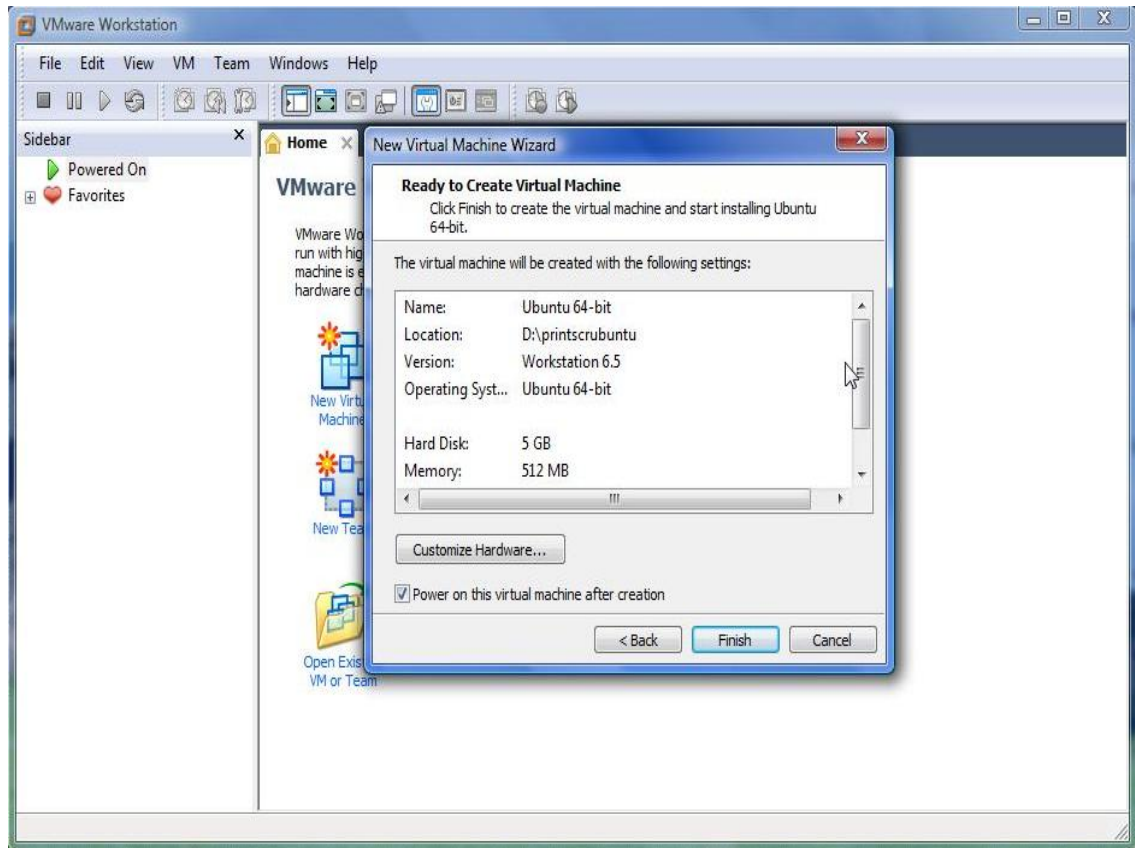 VMware Workstation
File Edit View VM Team Windows Help
Sidebar
Powered On
Favorites
Home
VMware
VMware Wo
run with hig
machine is e
hardware ch
New Virtu
Machine
New Tea
Open Exis
VM or Team
New Virtual Machine Wizard
Ready to Create Virtual Machine
Click Finish to create the virtual machine and start installing Ubuntu
64-bit.
The virtual machine will be created with the following settings:
Name: Ubuntu 64-bit
Location: D:\printscrubuntu
Version: Workstation 6.5
Operating Syst... Ubuntu 64-bit
Hard Disk: 5 GB
Memory: 512 MB
Customize Hardware...
Power on this virtual machine after creation
< Back Finish Cancel